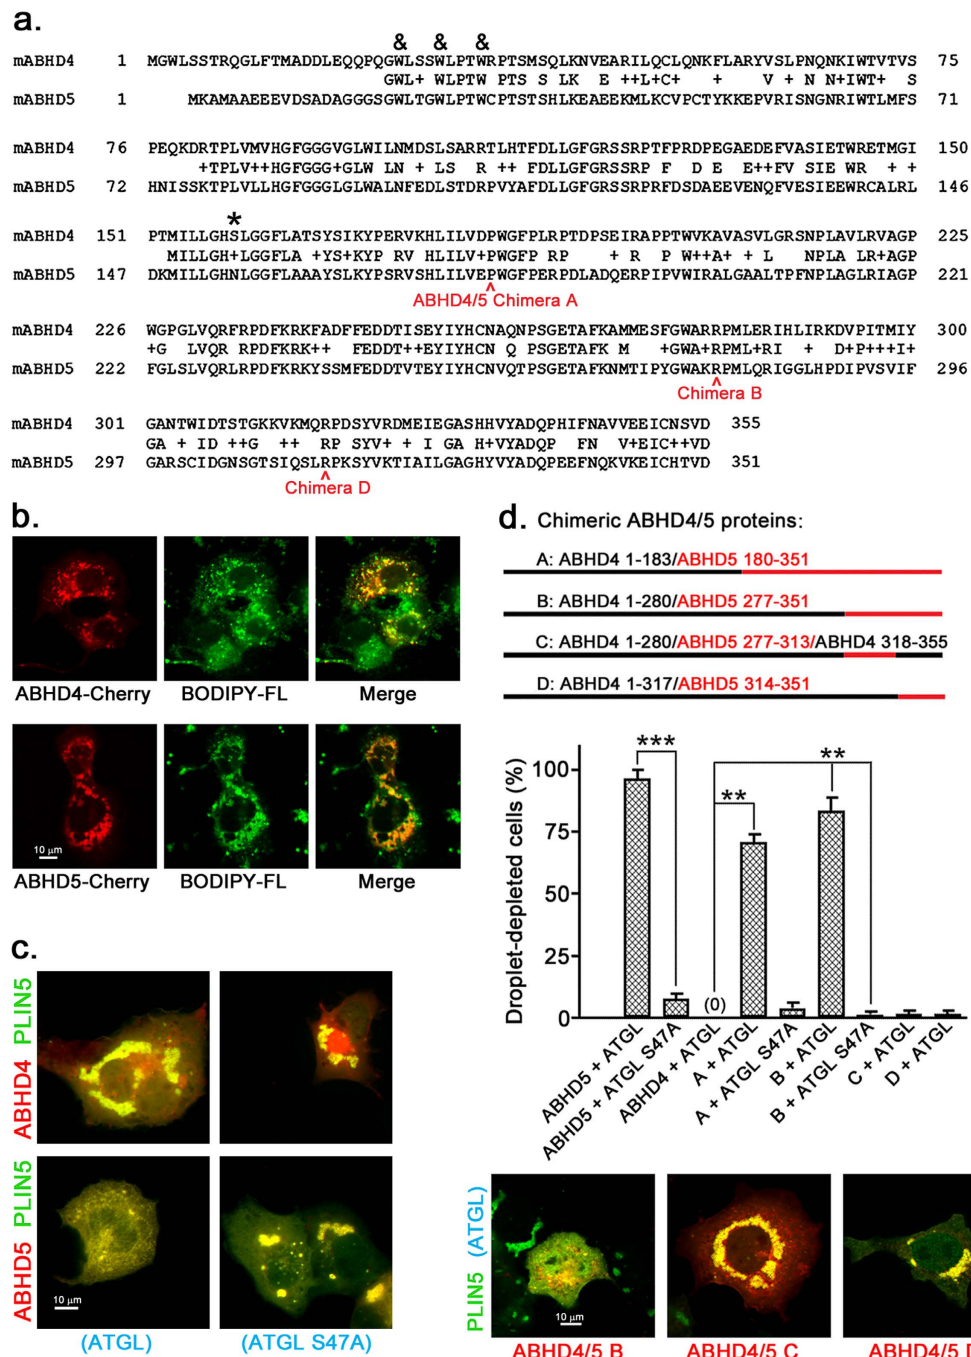 a.
& & &
mABHD4 1 MGWLSSTRQGLFTMADDLEQQPQGWLSSWLPTWRPTSMSQLKNVEARILQCLQNKFLARYVSLPNQNKIWTVTVS 75
GWL+ WLPTW PTS S LK E ++L+C+ + V + N N+IWT+ S
mABHD5 1 MKAMAAEEEVDSADAGGGSGWLTGWLPTWCPTSTSHLKEAEEKMLKCVPCTYKKEPVRISNGNRIWTLMFS 71
mABHD4 76 PEQKDRTPLVMVHGFGGGVGLWILNMDSLSARRTLHTFDLLGFGRSSRPTFPRDPEGAEDEFVASIETWRETMGI 150
+TPLV++HGFGGG+GLW LN + LS R ++ FDLLGFGRSSRP F D E E++FV SIEWR + +
mABHD5 72 HNISSKTPLVLLHGFGGGLGLWALNFEDLSTDRPVYAFDLLGFGRSSRPRFDSDAEEVENQFVESIEEWRCALRL 146
*
mABHD4 151 PTMILLGHSLGGFLATSYSIKYPERVKHLILVDPWGFPLRPTDPSEIRAPPTWVKAVASVLGRSNPLAVLRVAGP 225
MILLGH+LGGFLA +YS+KYP RV HLILV+PWGFP RP + R P W++A+ + L NPLA LR+AGP
mABHD5 147 DKMILLGHNLGGFLAAAYSLKYPSRVSHLILVEPWGFPERPDLADQERPIPVWIRALGAALTPFNPLAGLRIAGP 221
^
ABHD4/5 Chimera A
mABHD4 226 WGPGLVQRFRPDFKRKFADFFEDDTISEYIYHCNAQNPSGETAFKAMMESFGWARRPMLERIHLIRKDVPITMIY 300
+G LVQR RPDFKRK++ FEDDT++EYIYHCN Q PSGETAFK M +GWA+RPML+RI + D+P+++I+
mABHD5 222 FGLSLVQRLRPDFKRKYSSMFEDDTVTEYIYHCNVQTPSGETAFKNMTIPYGWAKRPMLQRIGGLHPDIPVSVIF 296
^
Chimera B
mABHD4 301 GANTWIDTSTGKKVKMQRPDSYVRDMEIEGASHHVYADQPHIFNAVVEEICNSVD 355
GA + ID ++G ++ RP SYV+ + I GA H+VYADQP FN V+EIC++VD
mABHD5 297 GARSCIDGNSGTSIQSLRPKSYVKTIAILGAGHYVYADQPEEFNQKVKEICHTVD 351
^
Chimera D
b.
ABHD4-Cherry BODIPY-FL Merge
10 μm
ABHD5-Cherry BODIPY-FL Merge
c.
ABHD4 PLIN5
ABHD5 PLIN5
10 μm
(ATGL) (ATGL S47A)
d. Chimeric ABHD4/5 proteins:
A: ABHD4 1-183/ABHD5 180-351
B: ABHD4 1-280/ABHD5 277-351
C: ABHD4 1-280/ABHD5 277-313/ABHD4 318-355
D: ABHD4 1-317/ABHD5 314-351
Droplet-depleted cells (%)
100
75
50
25
0
*** ** **
(0)
ABHD5 + ATGL
ABHD5 + ATGL S47A
ABHD4 + ATGL
A + ATGL
A + ATGL S47A
B + ATGL
B + ATGL S47A
C + ATGL
D + ATGL
PLIN5 (ATGL)
10 μm
ABHD4/5 B ABHD4/5 C ABHD4/5 D